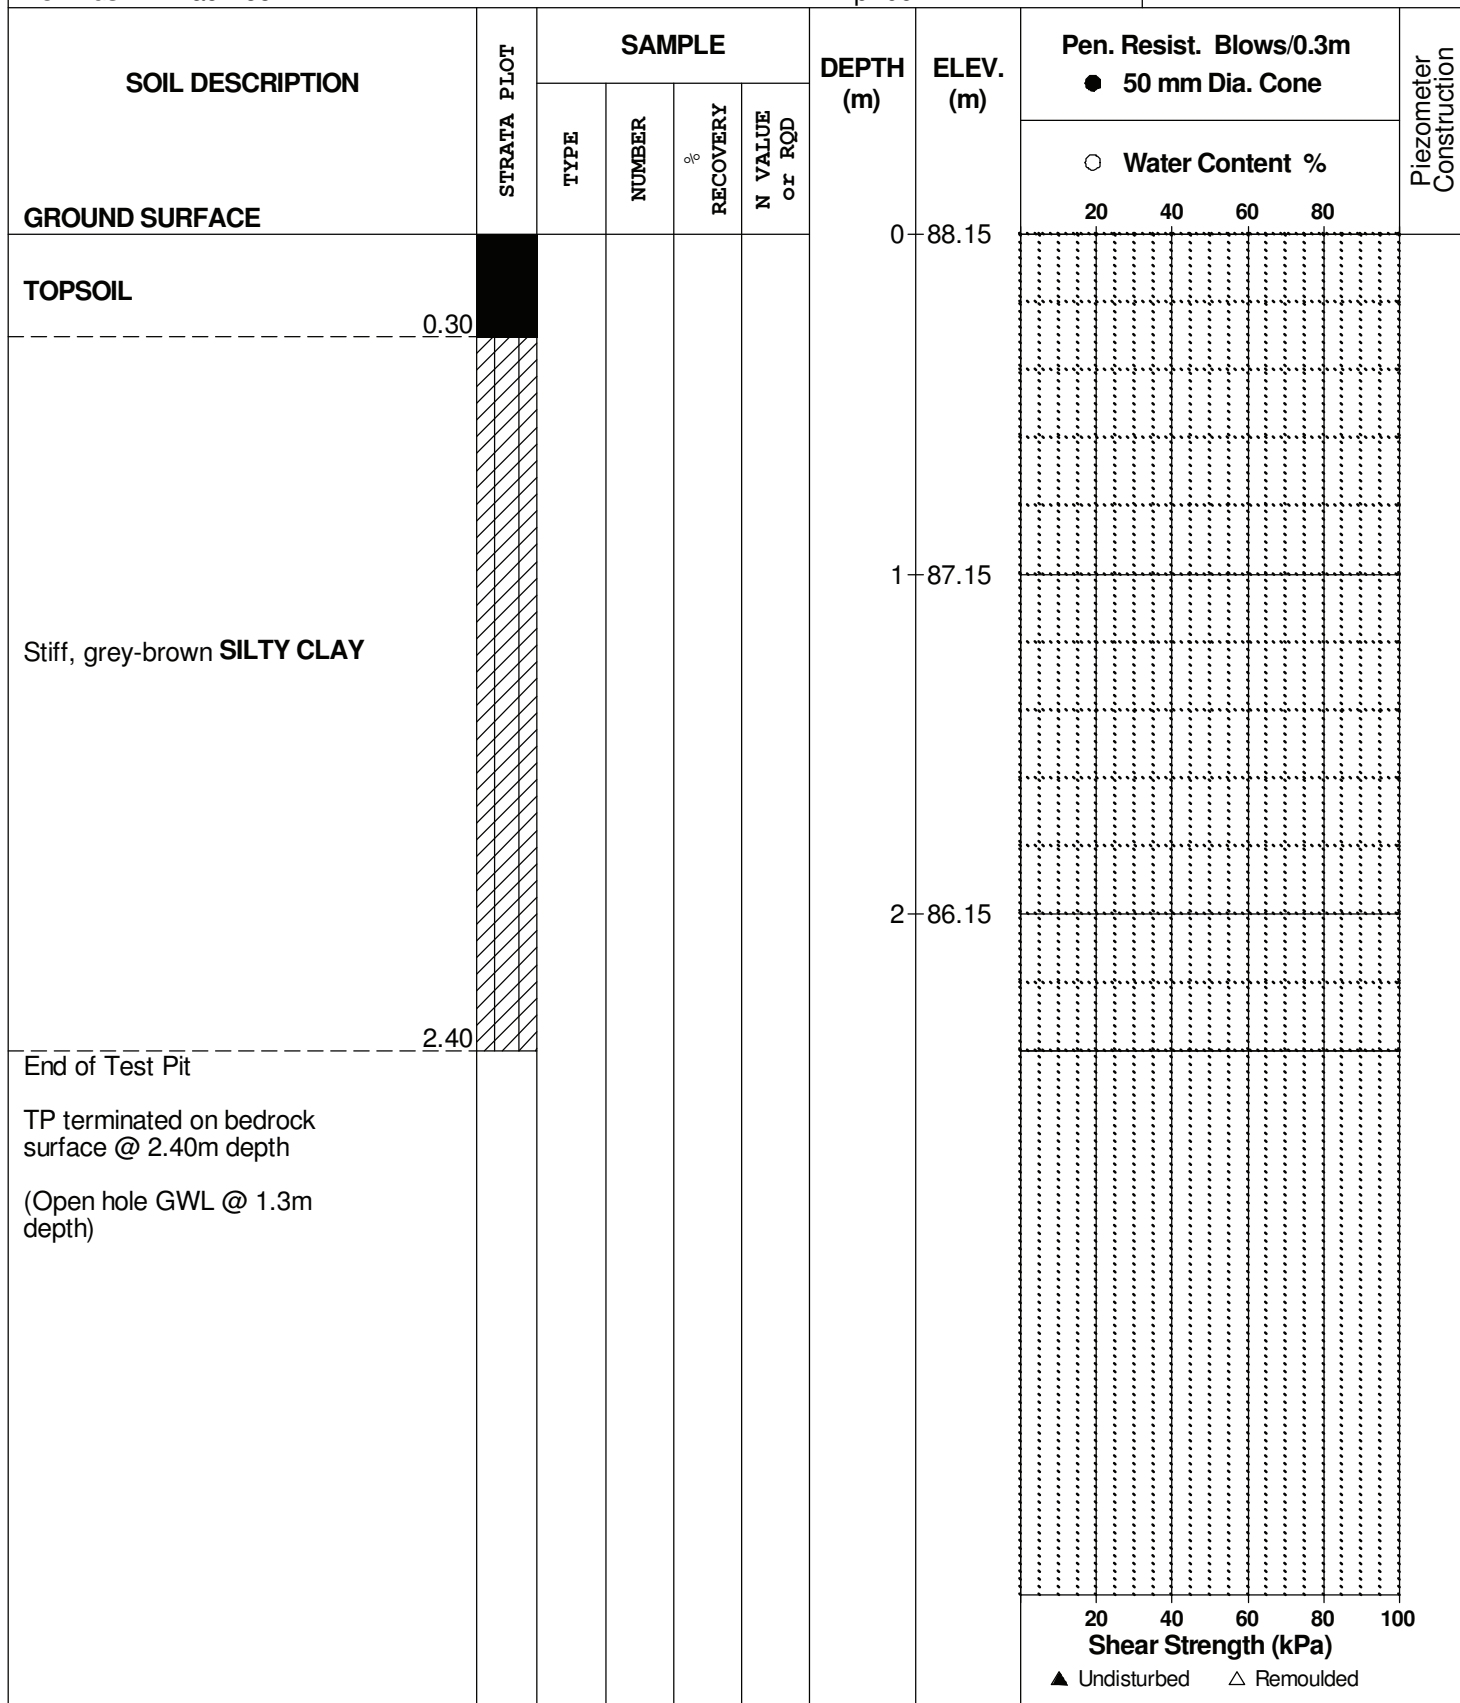 SOIL DESCRIPTION
GROUND SURFACE
STRATA PLOT
SAMPLE
TYPE
NUMBER
%
RECOVERY
N VALUE
or RQD
DEPTH
(m)
ELEV.
(m)
Pen. Resist. Blows/0.3m
● 50 mm Dia. Cone
○ Water Content %
20 40 60 80
Piezometer
Construction
0 88.15
TOPSOIL
0.30
1 87.15
Stiff, grey-brown SILTY CLAY
2 86.15
2.40
End of Test Pit
TP terminated on bedrock
surface @ 2.40m depth
(Open hole GWL @ 1.3m
depth)
20 40 60 80 100
Shear Strength (kPa)
▲ Undisturbed △ Remoulded